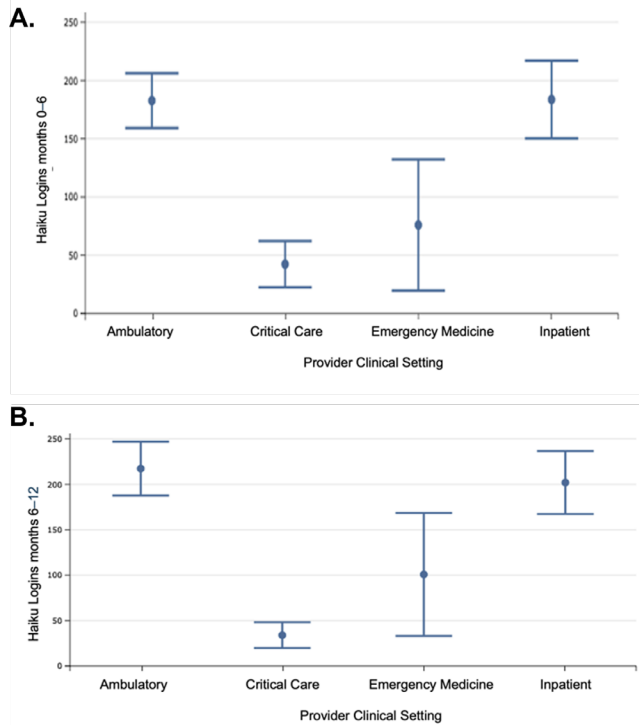 A.
250
200
150
100
50
0
Haiku Logins months 0–6
Ambulatory
Critical Care
Emergency Medicine
Inpatient
Provider Clinical Setting
B.
250
200
150
100
50
0
Haiku Logins months 6–12
Ambulatory
Critical Care
Emergency Medicine
Inpatient
Provider Clinical Setting